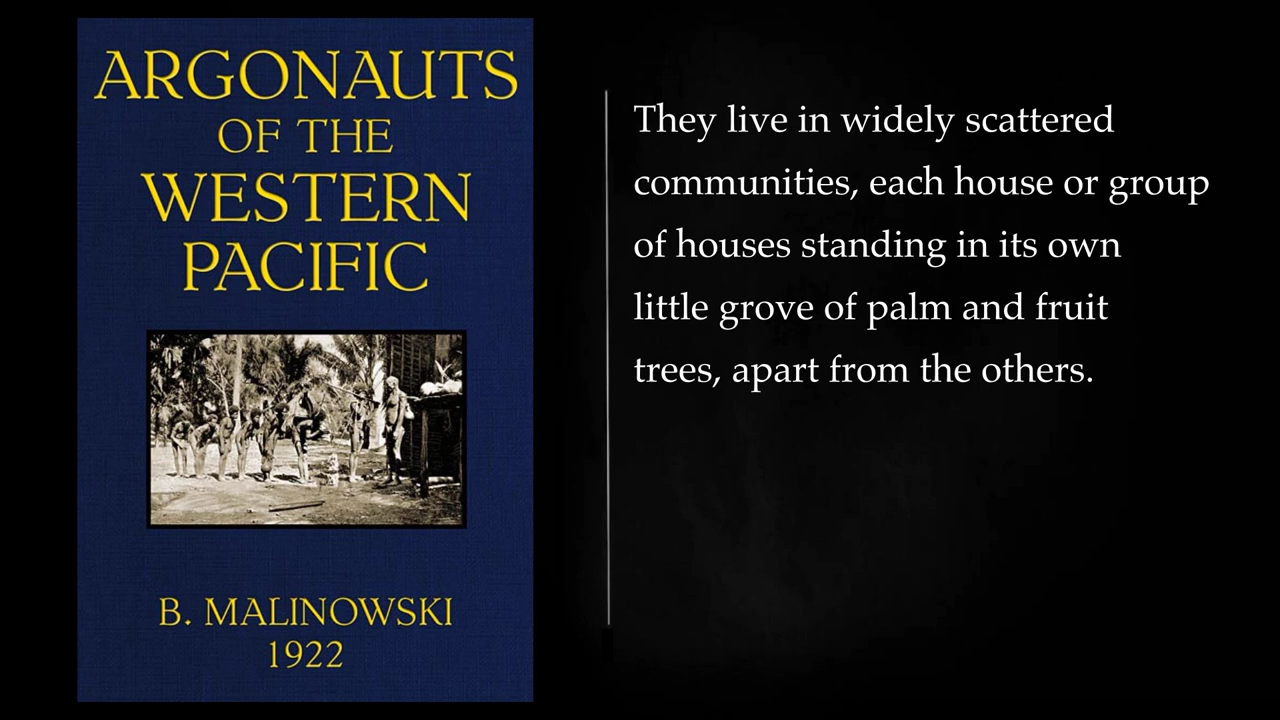 ARGONAUTS
OF THE
WESTERN
PACIFIC
B. MALINOWSKI
1922
They live in widely scattered
communities, each house or group
of houses standing in its own
little grove of palm and fruit
trees, apart from the others.